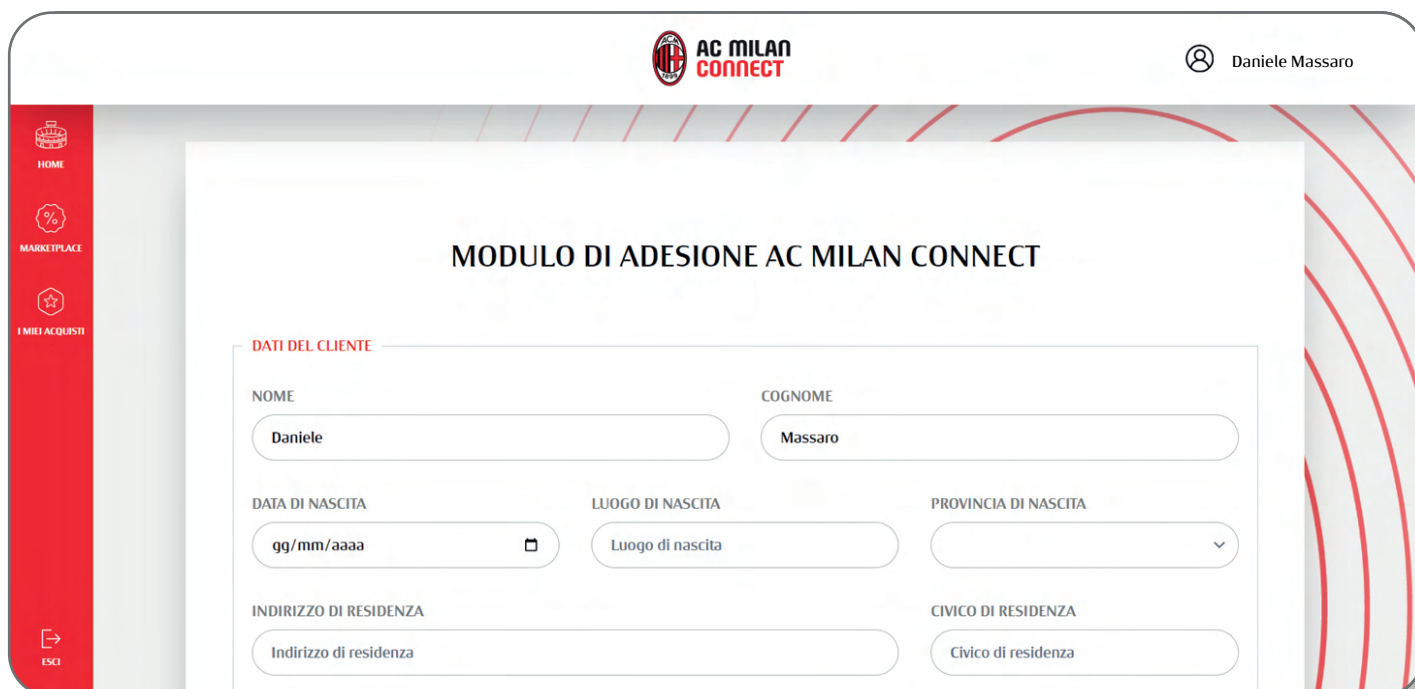 ACM
1899
AC MILAN
CONNECT
Daniele Massaro
HOME
MARKETPLACE
I MIEI ACQUISTI
ESCI
MODULO DI ADESIONE AC MILAN CONNECT
DATI DEL CLIENTE
NOME COGNOME
Daniele Massaro
DATA DI NASCITA LUOGO DI NASCITA PROVINCIA DI NASCITA
gg/mm/aaaa Luogo di nascita
INDIRIZZO DI RESIDENZA CIVICO DI RESIDENZA
Indirizzo di residenza Civico di residenza